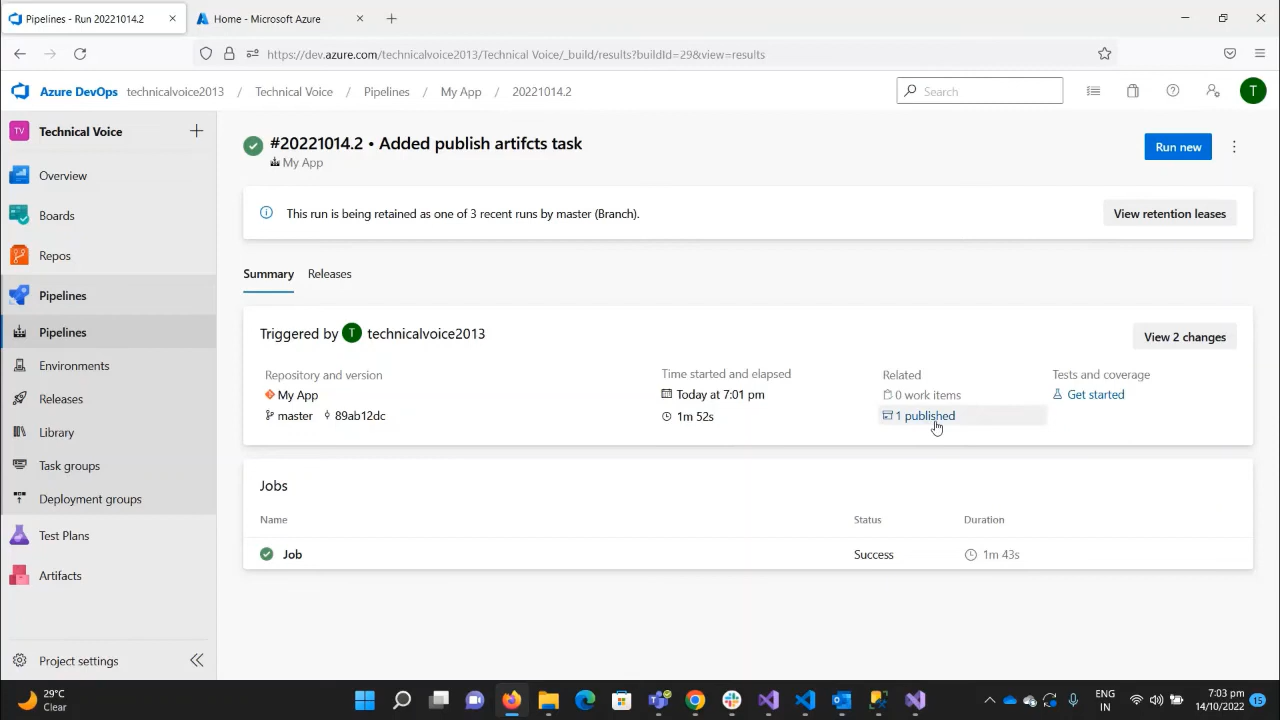 Pipelines - Run 20221014.2
Home - Microsoft Azure
https://dev.azure.com/technicalvoice2013/Technical Voice/_build/results?buildId=29&view=results
Azure DevOps technicalvoice2013 / Technical Voice / Pipelines / My App / 20221014.2
Search
T
TV Technical Voice
Overview
Boards
Repos
Pipelines
Pipelines
Environments
Releases
Library
Task groups
Deployment groups
Test Plans
Artifacts
Project settings
#20221014.2 • Added publish artifcts task
My App
Run new
This run is being retained as one of 3 recent runs by master (Branch).
View retention leases
Summary Releases
Triggered by T technicalvoice2013
View 2 changes
Repository and version
My App
master 89ab12dc
Time started and elapsed
Today at 7:01 pm
1m 52s
Related
0 work items
1 published
Tests and coverage
Get started
Jobs
Name Status Duration
Job Success 1m 43s
29°C
Clear
ENG
IN
7:03 pm
14/10/2022
15